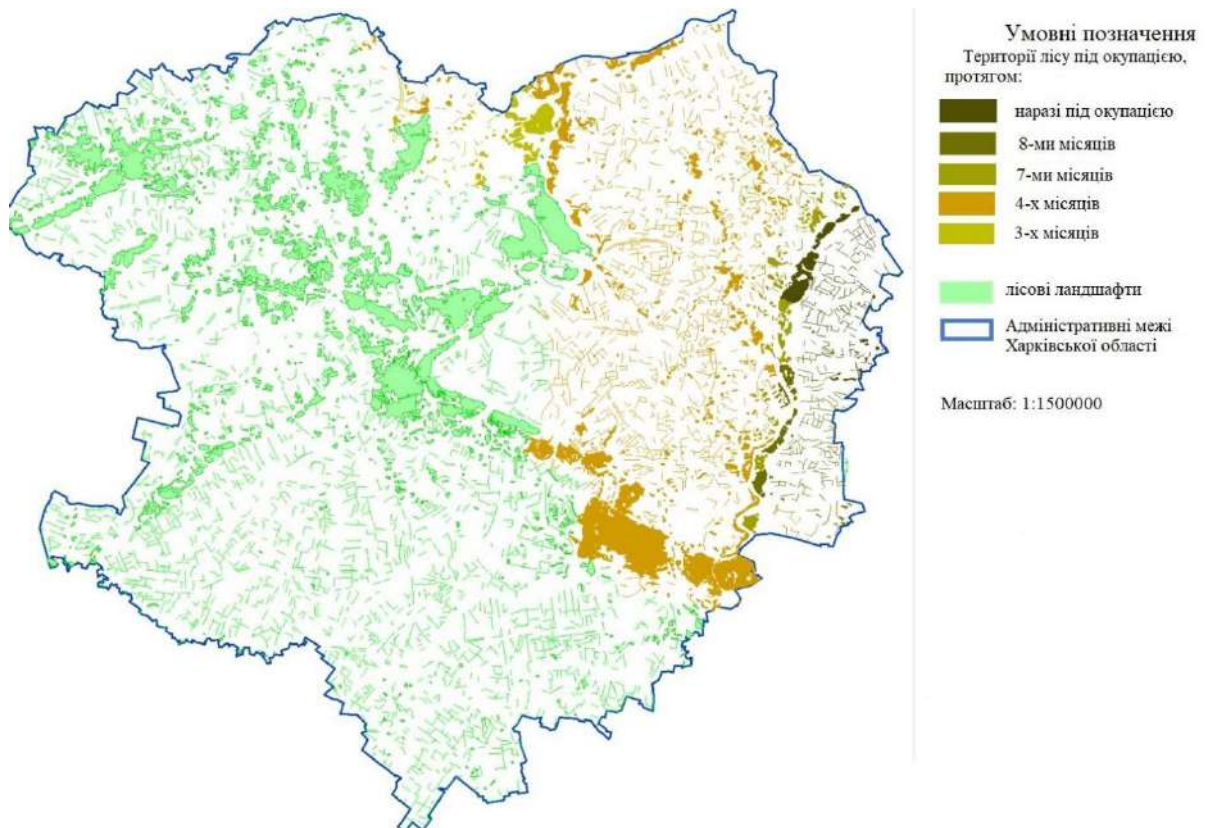 Умовні позначення
Території лісу під окупацією,
протягом:
наразі під окупацією
8-ми місяців
7-ми місяців
4-х місяців
3-х місяців
лісові ландшафти
Адміністративні межі
Харківської області
Масштаб: 1:1500000